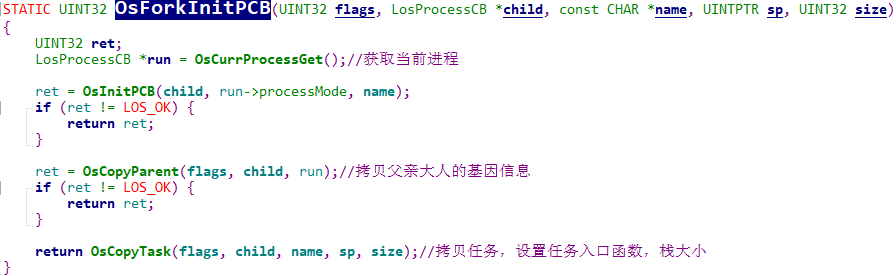 STATIC UINT32 OsForkInitPCB(UINT32 flags, LosProcessCB *child, const CHAR *name, UINTPTR sp, UINT32 size)
{
    UINT32 ret;
    LosProcessCB *run = OsCurrProcessGet();//获取当前进程
    ret = OsInitPCB(child, run->processMode, name);
    if (ret != LOS_OK) {
        return ret;
    }
    ret = OsCopyParent(flags, child, run);//拷贝父亲大人的基因信息
    if (ret != LOS_OK) {
        return ret;
    }
    return OsCopyTask(flags, child, name, sp, size);//拷贝任务，设置任务入口函数，栈大小
}